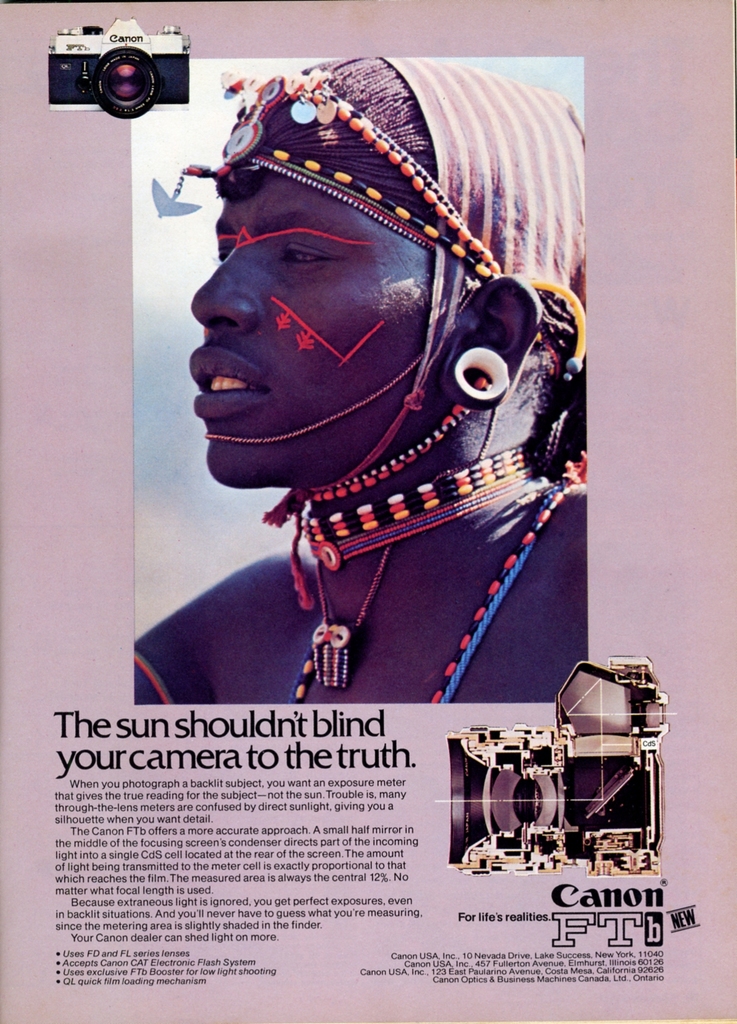 Canon
FTb
QL
The sun shouldn't blind
your camera to the truth.
When you photograph a backlit subject, you want an exposure meter
that gives the true reading for the subject—not the sun. Trouble is, many
through-the-lens meters are confused by direct sunlight, giving you a
silhouette when you want detail.
The Canon FTb offers a more accurate approach. A small half mirror in
the middle of the focusing screen's condenser directs part of the incoming
light into a single CdS cell located at the rear of the screen. The amount
of light being transmitted to the meter cell is exactly proportional to that
which reaches the film. The measured area is always the central 12%. No
matter what focal length is used.
Because extraneous light is ignored, you get perfect exposures, even
in backlit situations. And you'll never have to guess what you're measuring,
since the metering area is slightly shaded in the finder.
Your Canon dealer can shed light on more.
• Uses FD and FL series lenses
• Accepts Canon CAT Electronic Flash System
• Uses exclusive FTb Booster for low light shooting
• QL quick film loading mechanism
CdS
Canon®
For life's realities.
FTb NEW
Canon USA, Inc., 10 Nevada Drive, Lake Success, New York, 11040
Canon USA, Inc., 457 Fullerton Avenue, Elmhurst, Illinois 60126
Canon USA, Inc., 123 East Paularino Avenue, Costa Mesa, California 92626
Canon Optics & Business Machines Canada, Ltd., Ontario